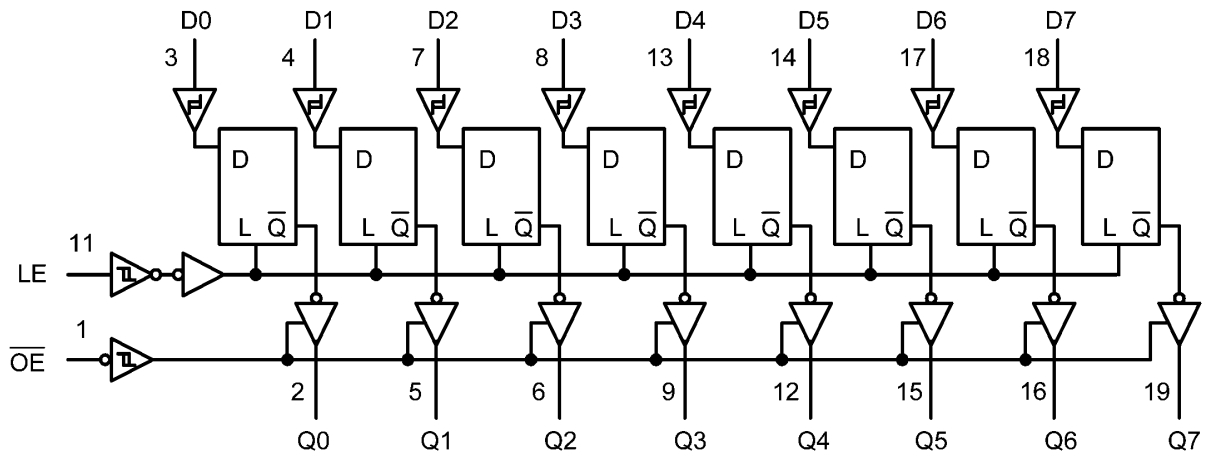 D0 D1 D2 D3 D4 D5 D6 D7
3 4 7 8 13 14 17 18
D D D D D D D D
L Q̅ L Q̅ L Q̅ L Q̅ L Q̅ L Q̅ L Q̅ L Q̅
11
LE
1
O̅E̅
2 5 6 9 12 15 16 19
Q0 Q1 Q2 Q3 Q4 Q5 Q6 Q7